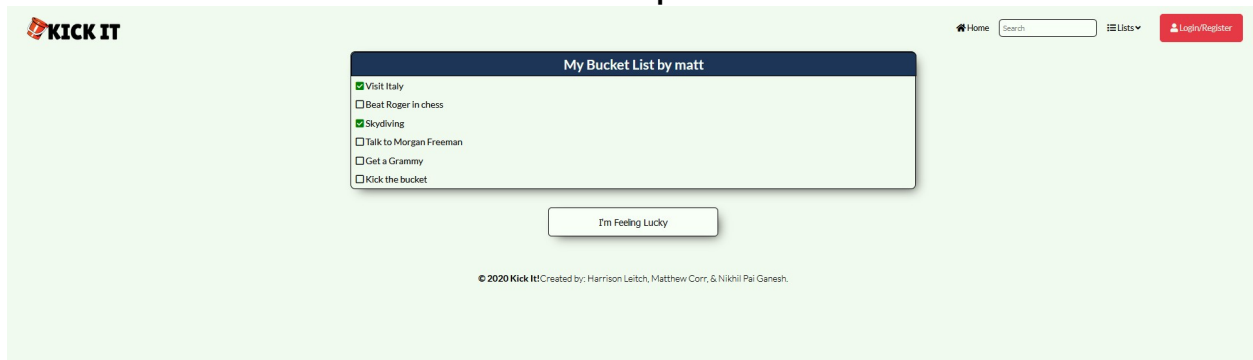 KICK IT
Home
Search
Lists
Login/Register
My Bucket List by matt
Visit Italy
Beat Roger in chess
Skydiving
Talk to Morgan Freeman
Get a Grammy
Kick the bucket
I'm Feeling Lucky
© 2020 Kick It!Created by: Harrison Leitch, Matthew Corr, & Nikhil Pai Ganesh.